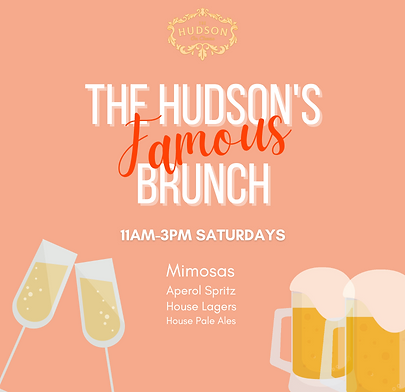 HUDSON
THE HUDSON'S
Famous
BRUNCH
11AM-3PM SATURDAYS
Mimosas
Aperol Spritz
House Lagers
House Pale Ales